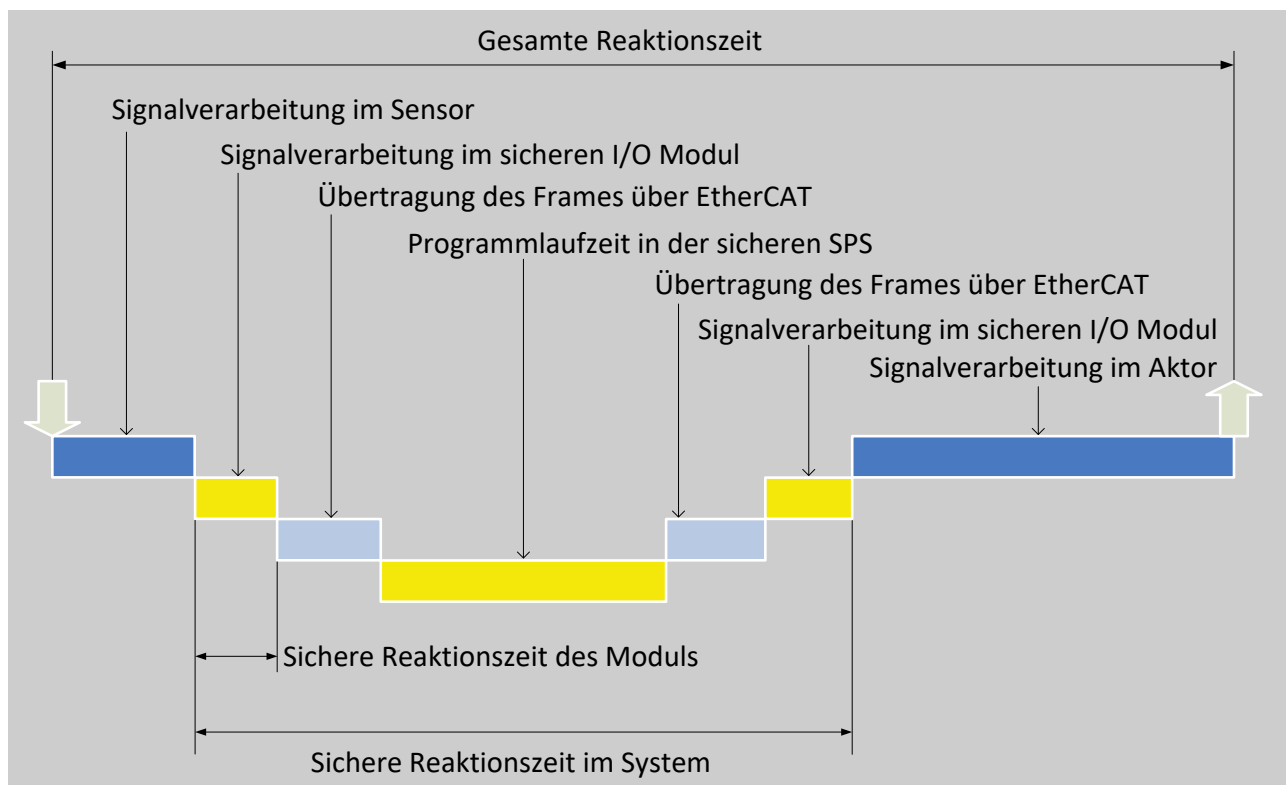 Gesamte Reaktionszeit
Signalverarbeitung im Sensor
Signalverarbeitung im sicheren I/O Modul
Übertragung des Frames über EtherCAT
Programmlaufzeit in der sicheren SPS
Übertragung des Frames über EtherCAT
Signalverarbeitung im sicheren I/O Modul
Signalverarbeitung im Aktor
Sichere Reaktionszeit des Moduls
Sichere Reaktionszeit im System